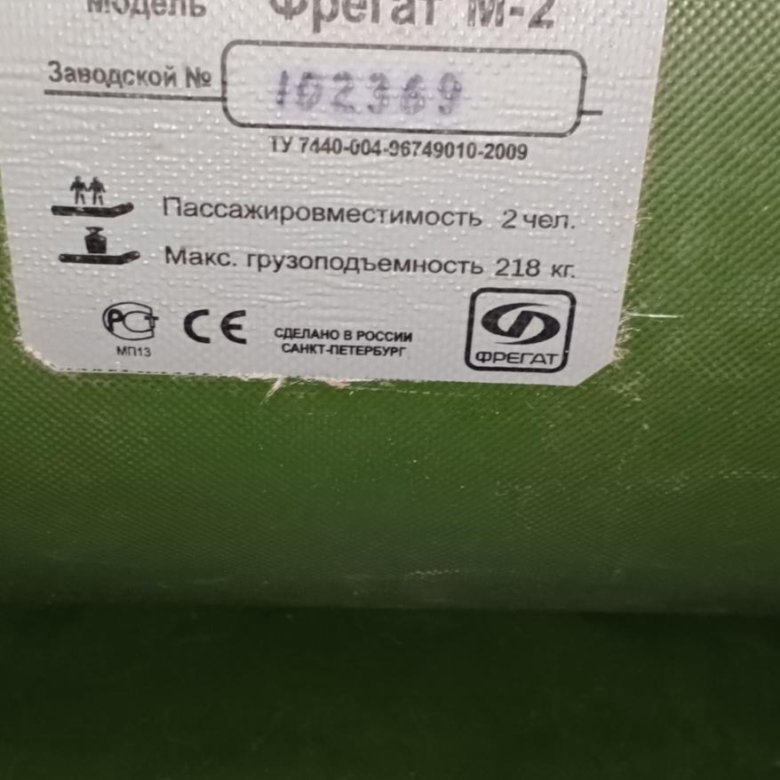 Модель Фрегат М-2
Заводской № 102369
ТУ 7440-004-96749010-2009
Пассажировместимость 2 чел.
Макс. грузоподъемность 218 кг.
РСТ
МП13
CE
СДЕЛАНО В РОССИИ
САНКТ-ПЕТЕРБУРГ
ФРЕГАТ